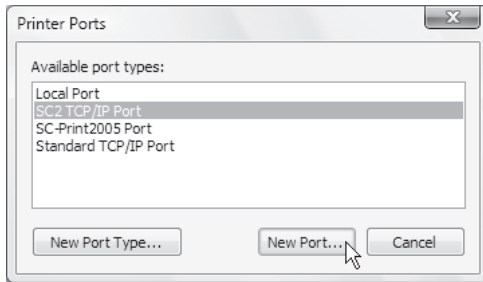 Printer Ports
Available port types:
Local Port
SC2 TCP/IP Port
SC-Print2005 Port
Standard TCP/IP Port
New Port Type... New Port... Cancel